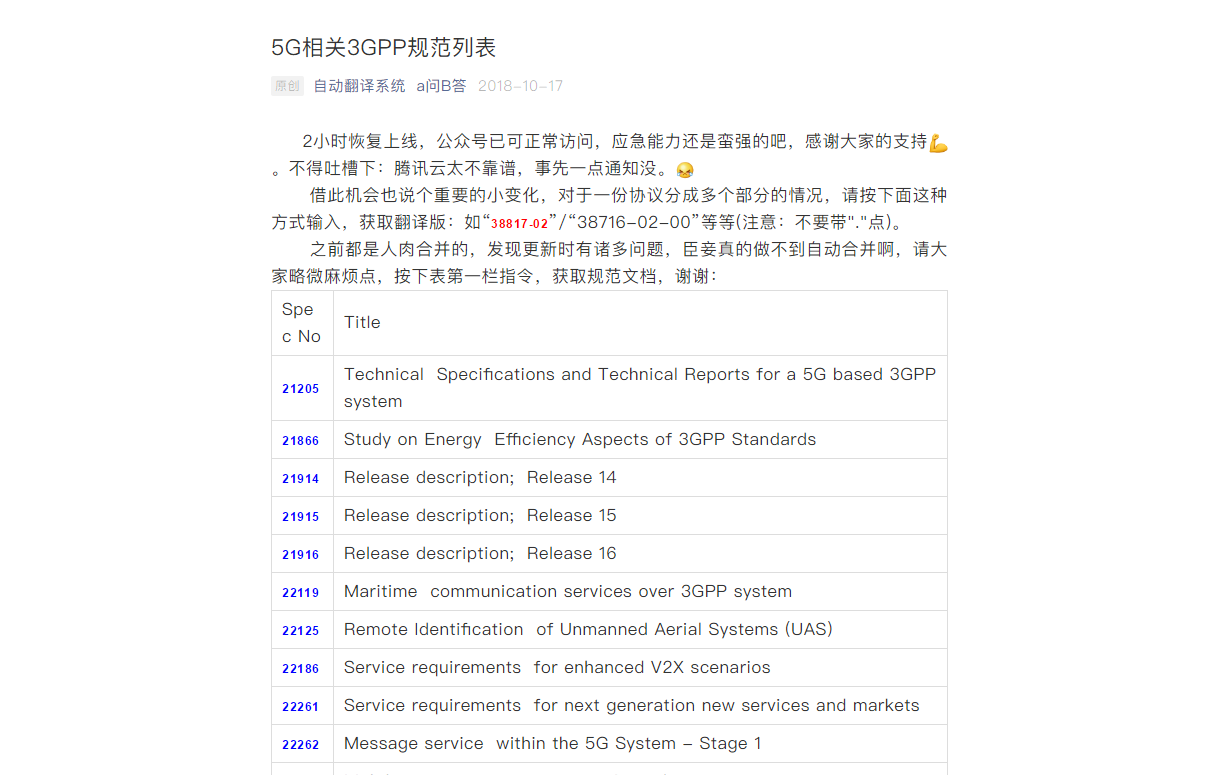 5G相关3GPP规范列表
原创 自动翻译系统 a问B答 2018-10-17
2小时恢复上线，公众号已可正常访问，应急能力还是蛮强的吧，感谢大家的支持💪
。不得吐槽下：腾讯云太不靠谱，事先一点通知没。
借此机会也说个重要的小变化，对于一份协议分成多个部分的情况，请按下面这种
方式输入，获取翻译版：如“38817-02”/“38716-02-00”等等(注意：不要带"."点)。
之前都是人肉合并的，发现更新时有诸多问题，臣妾真的做不到自动合并啊，请大
家略微麻烦点，按下表第一栏指令，获取规范文档，谢谢：
Spe
c No
Title
21205
Technical Specifications and Technical Reports for a 5G based 3GPP
system
21866 Study on Energy Efficiency Aspects of 3GPP Standards
21914 Release description; Release 14
21915 Release description; Release 15
21916 Release description; Release 16
22119 Maritime communication services over 3GPP system
22125 Remote Identification of Unmanned Aerial Systems (UAS)
22186 Service requirements for enhanced V2X scenarios
22261 Service requirements for next generation new services and markets
22262 Message service within the 5G System - Stage 1